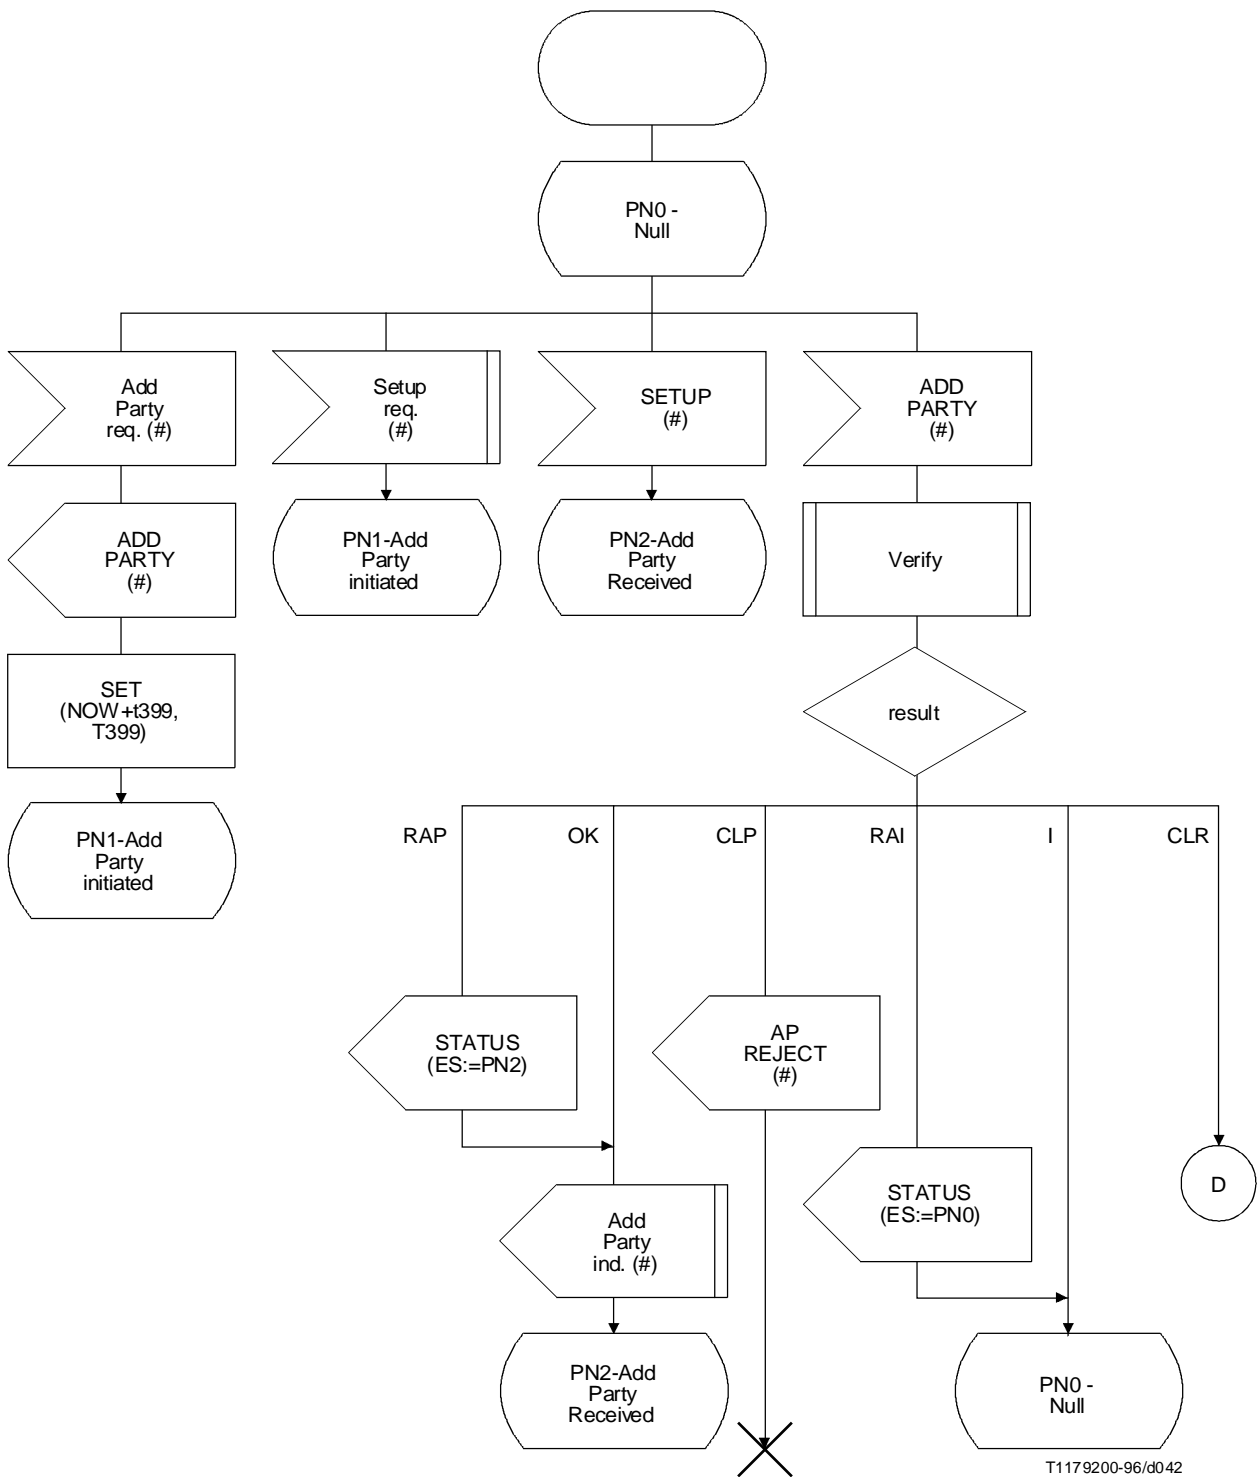 PN0 -
Null
Add
Party
req. (#)
Setup
req.
(#)
SETUP
(#)
ADD
PARTY
(#)
ADD
PARTY
(#)
PN1-Add
Party
initiated
PN2-Add
Party
Received
Verify
SET
(NOW+t399,
T399)
result
PN1-Add
Party
initiated
RAP
OK
CLP
RAI
I
CLR
STATUS
(ES:=PN2)
AP
REJECT
(#)
STATUS
(ES:=PN0)
D
Add
Party
ind. (#)
PN2-Add
Party
Received
PN0 -
Null
T1179200-96/d042